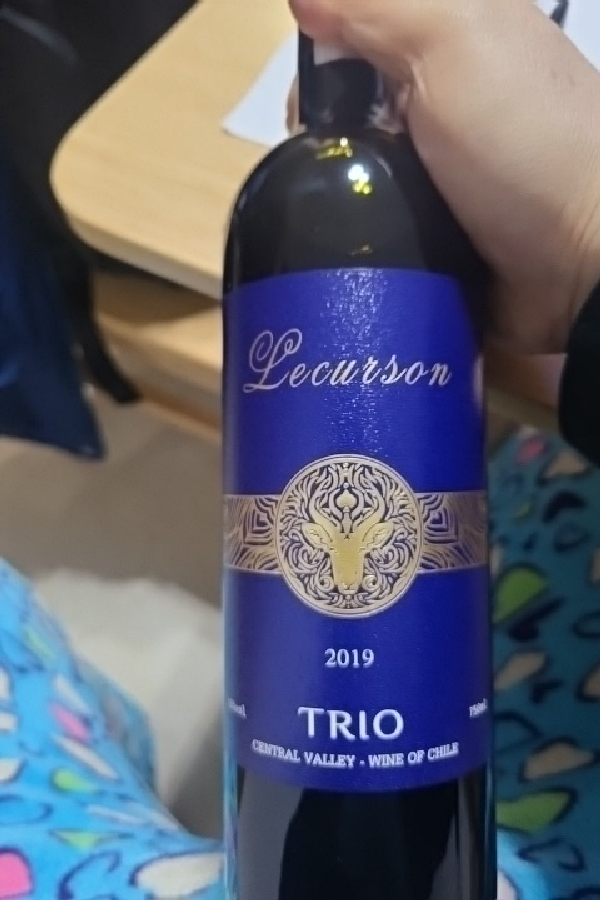 Lecurson
2019
TRIO
CENTRAL VALLEY - WINE OF CHILE